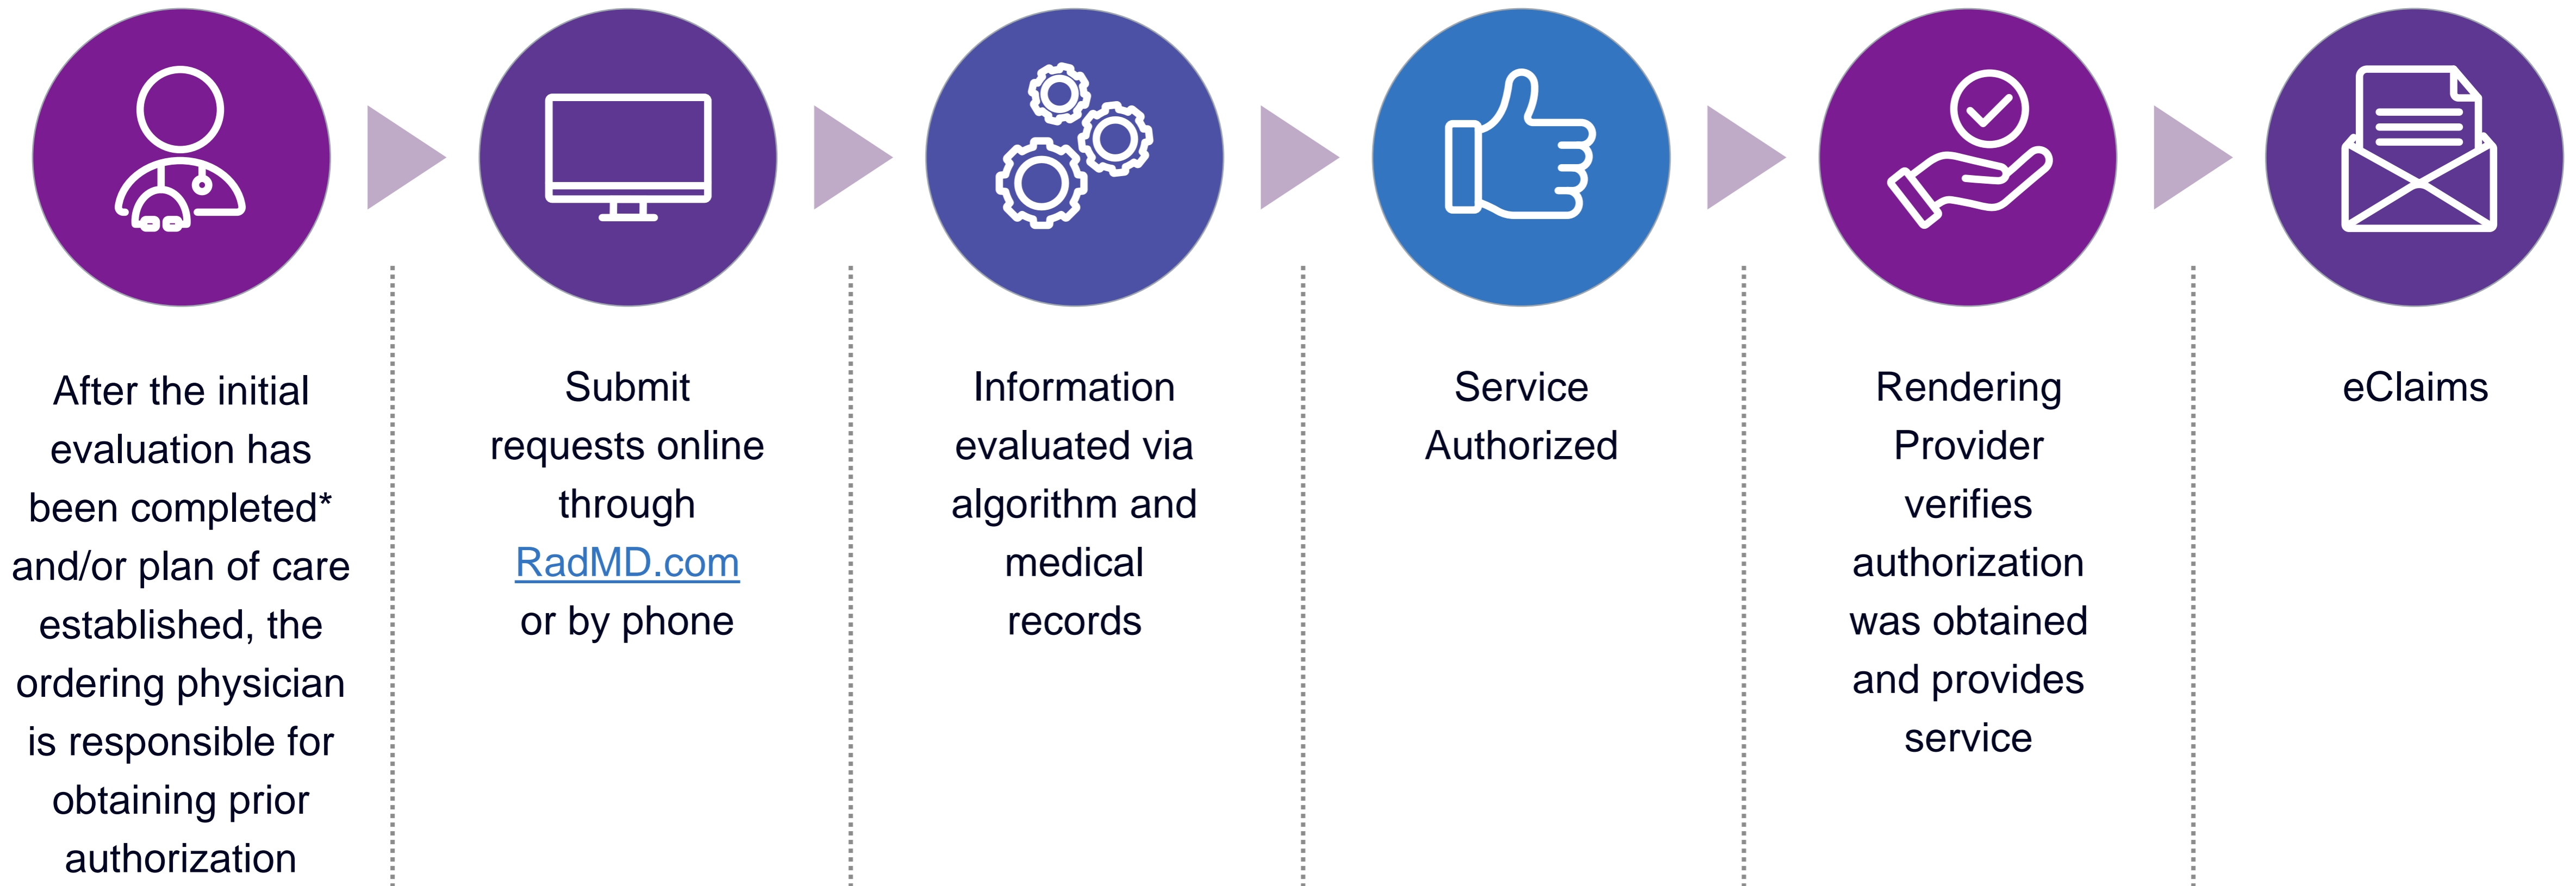 After the initial
evaluation has
been completed*
and/or plan of care
established, the
ordering physician
is responsible for
obtaining prior
authorization
Submit
requests online
through
RadMD.com
or by phone
Information
evaluated via
algorithm and
medical
records
Service
Authorized
Rendering
Provider
verifies
authorization
was obtained
and provides
service
eClaims